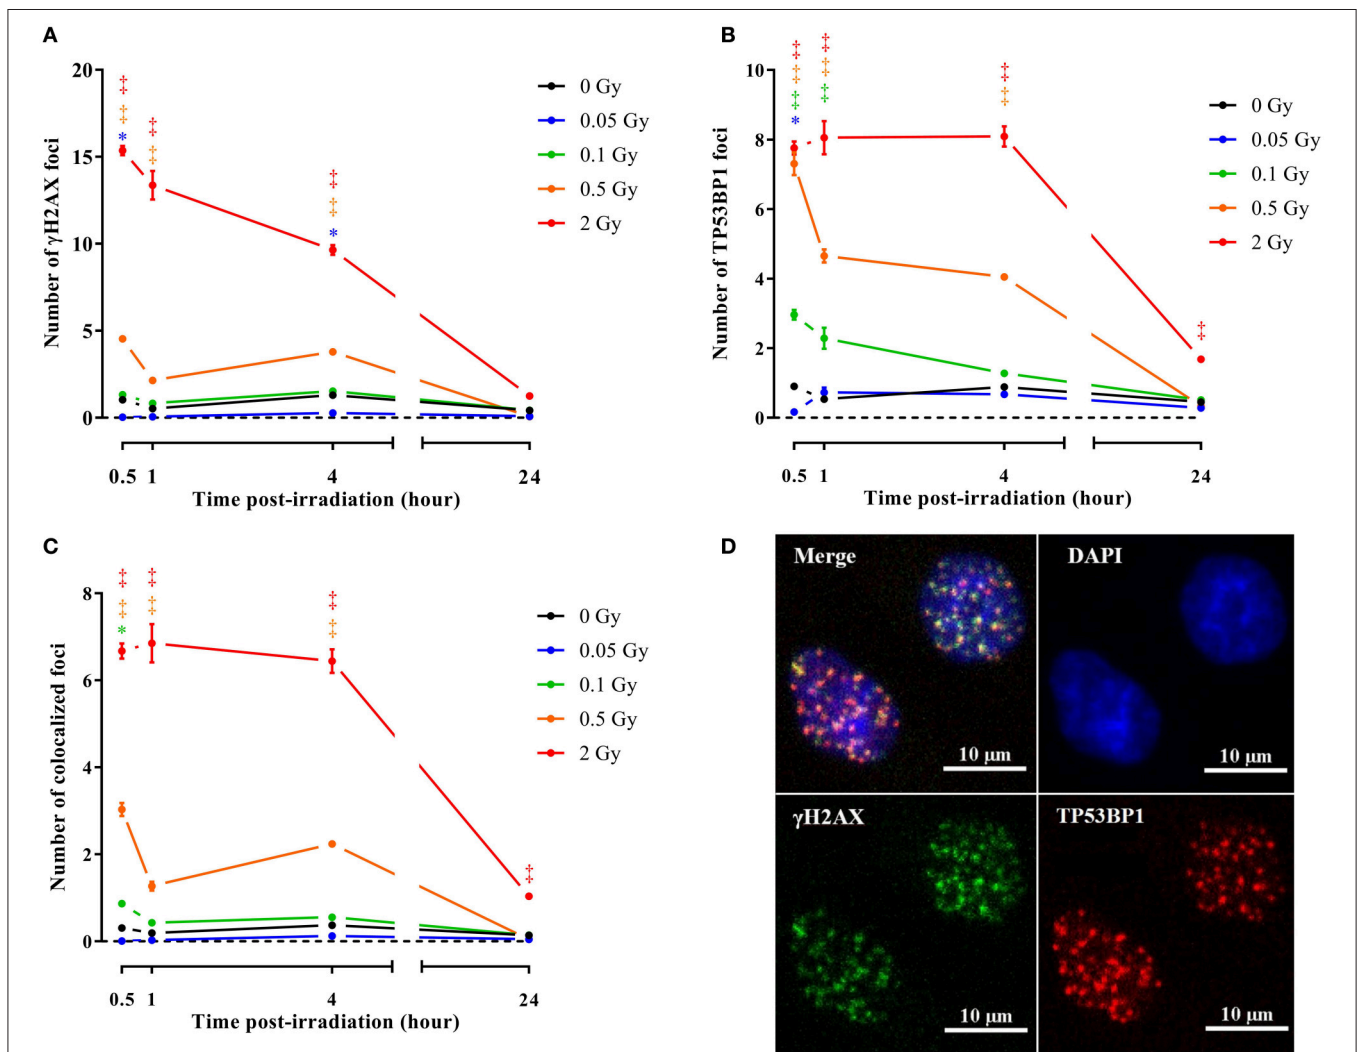 A
Number of γH2AX foci
20
15
10
5
0
‡ ‡ ‡
‡ ‡ ‡
* *
0 Gy
0.05 Gy
0.1 Gy
0.5 Gy
2 Gy
0.5 1 4 24
Time post-irradiation (hour)
B
Number of TP53BP1 foci
10
8
6
4
2
0
‡ ‡ ‡ ‡
‡ ‡ ‡
‡ ‡
*
0 Gy
0.05 Gy
0.1 Gy
0.5 Gy
2 Gy
0.5 1 4 24
Time post-irradiation (hour)
C
Number of colocalized foci
8
6
4
2
0
‡ ‡ ‡ ‡
‡ ‡ ‡
*
0 Gy
0.05 Gy
0.1 Gy
0.5 Gy
2 Gy
0.5 1 4 24
Time post-irradiation (hour)
D
Merge
10 μm
DAPI
10 μm
γH2AX
10 μm
TP53BP1
10 μm